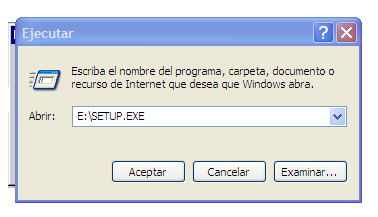 Ejecutar
Escriba el nombre del programa, carpeta, documento o
recurso de Internet que desea que Windows abra.
Abrir: E:\SETUP.EXE
Aceptar Cancelar Examinar...